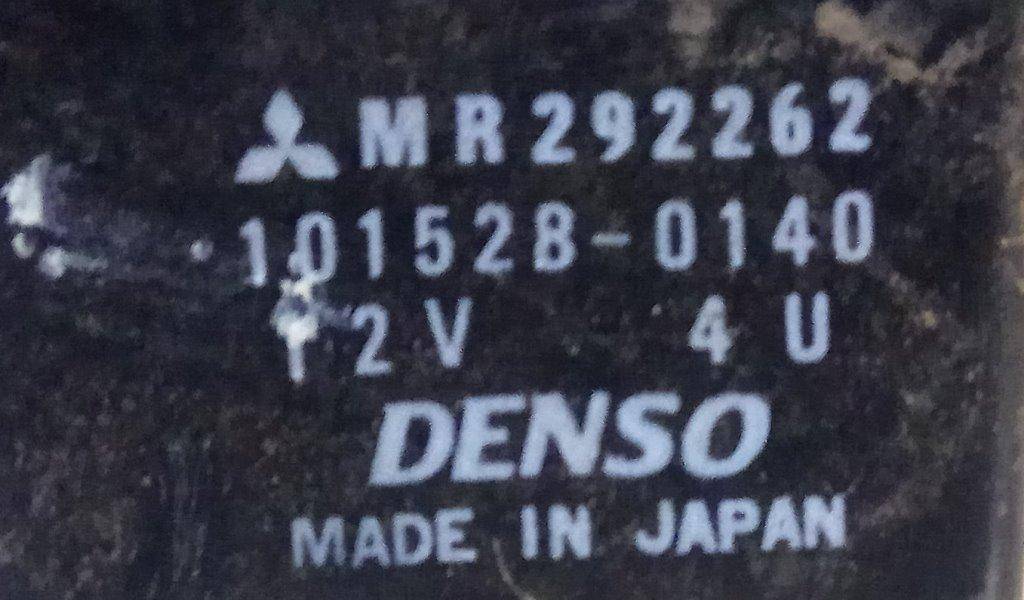 MR292262
101528-0140
12V 4U
DENSO
MADE IN JAPAN